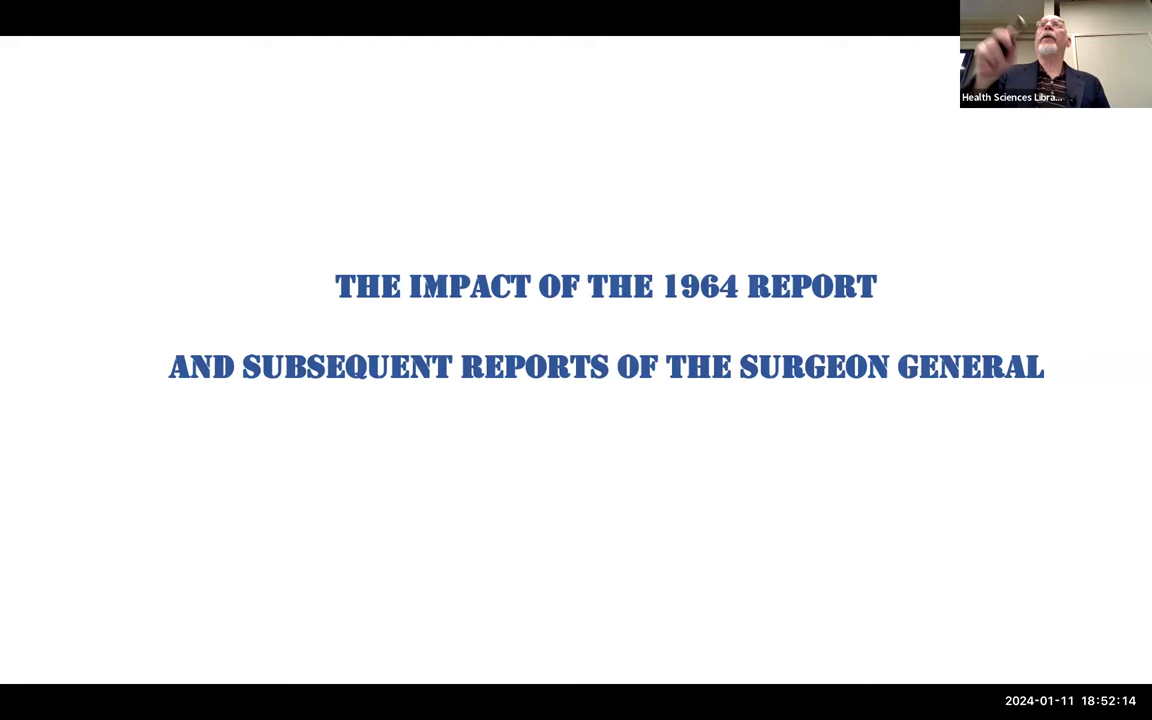 Health Sciences Libra...
THE IMPACT OF THE 1964 REPORT
AND SUBSEQUENT REPORTS OF THE SURGEON GENERAL
2024-01-11 18:52:14